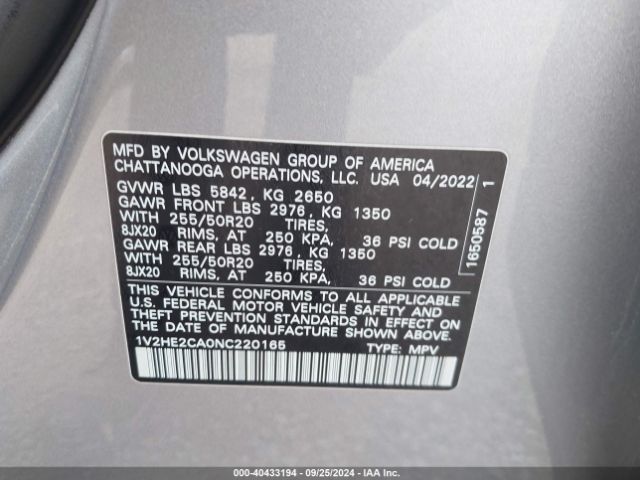 MFD BY VOLKSWAGEN GROUP OF AMERICA
CHATTANOOGA OPERATIONS, LLC. USA 04/2022
GVWR LBS 5842, KG 2650
GAWR FRONT LBS 2976, KG 1350
WITH 255/50R20 TIRES,
8JX20 RIMS, AT 250 KPA, 36 PSI COLD
GAWR REAR LBS 2976, KG 1350
WITH 255/50R20 TIRES,
8JX20 RIMS, AT 250 KPA, 36 PSI COLD
THIS VEHICLE CONFORMS TO ALL APPLICABLE
U.S. FEDERAL MOTOR VEHICLE SAFETY AND
THEFT PREVENTION STANDARDS IN EFFECT ON
THE DATE OF MANUFACTURE SHOWN ABOVE.
1V2HE2CA0NC220165 TYPE: MPV
1650587 1
000-40433194 - 09/25/2024 - IAA Inc.